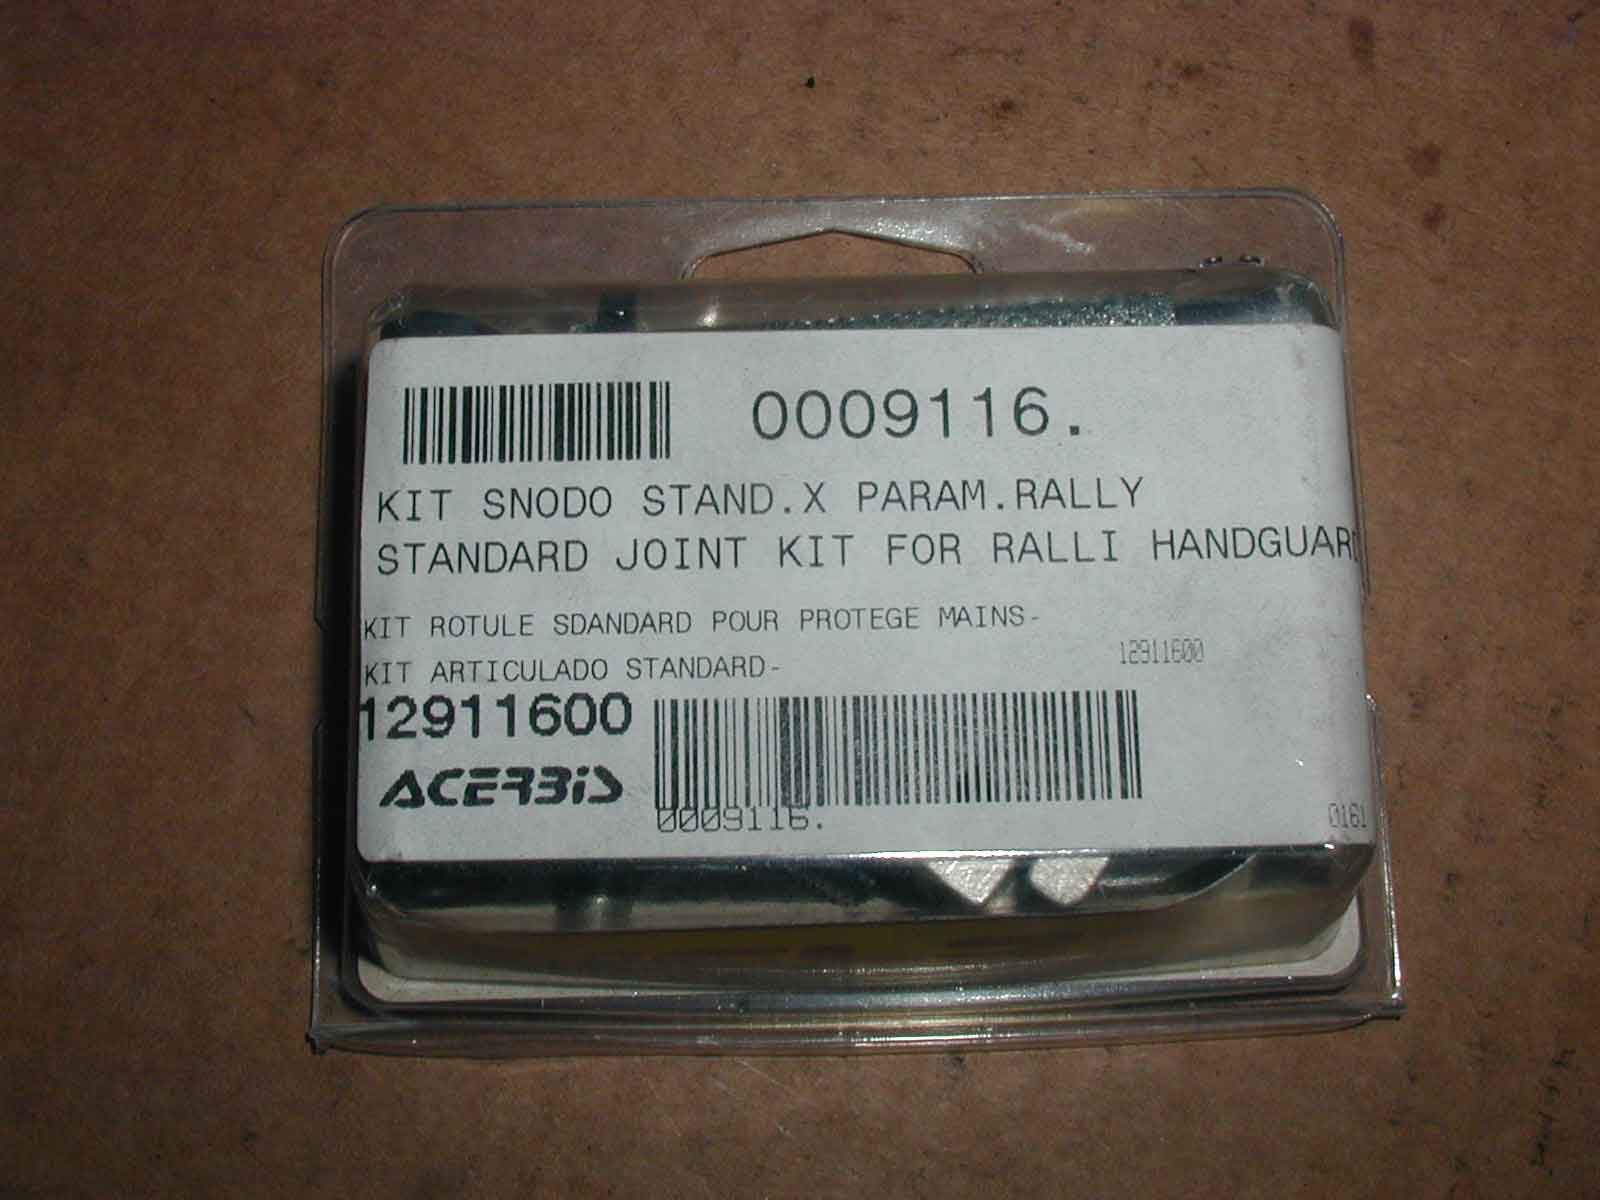 0009116.
KIT SNODO STAND.X PARAM.RALLY
STANDARD JOINT KIT FOR RALLI HANDGUARD
KIT ROTULE SDANDARD POUR PROTEGE MAINS-
KIT ARTICULADO STANDARD-
12911600
12911600
ACERBiS
0009116.
0161